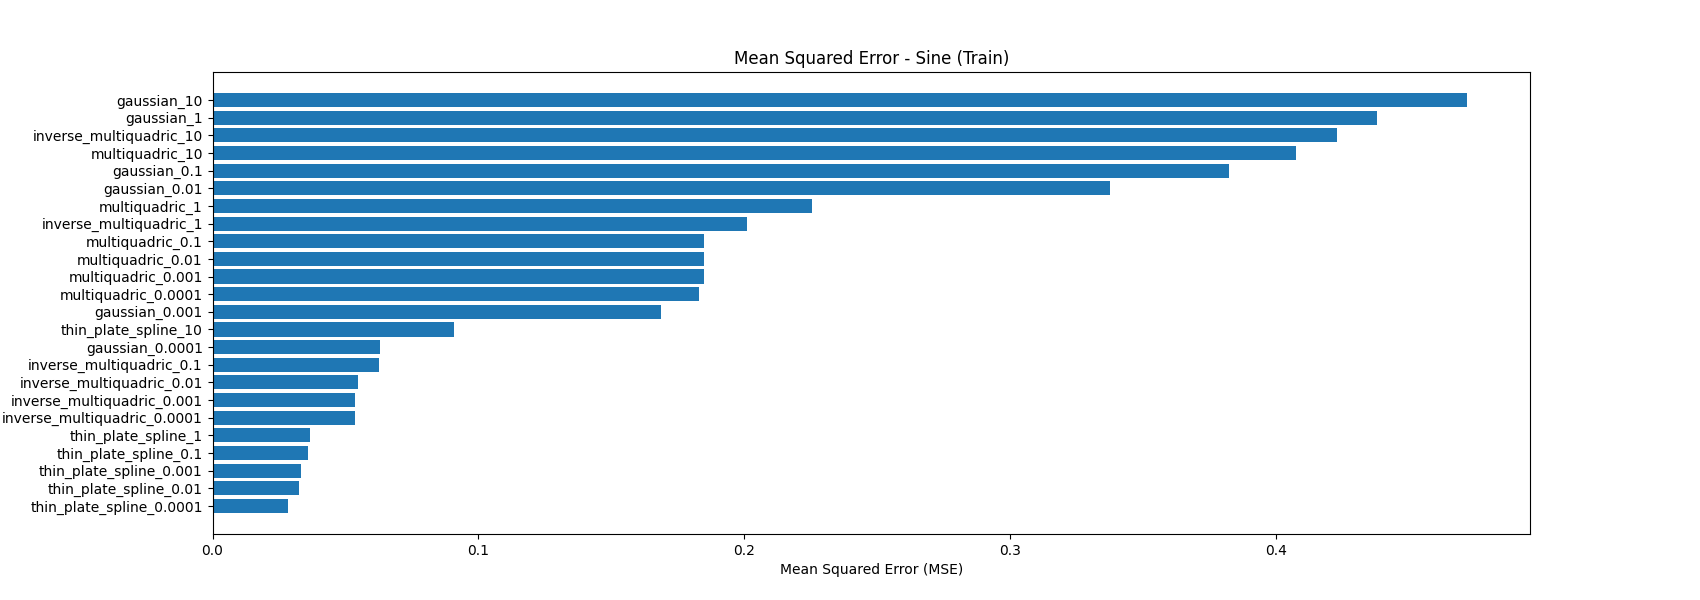 Mean Squared Error - Sine (Train)
gaussian_10
gaussian_1
inverse_multiquadric_10
multiquadric_10
gaussian_0.1
gaussian_0.01
multiquadric_1
inverse_multiquadric_1
multiquadric_0.1
multiquadric_0.01
multiquadric_0.001
multiquadric_0.0001
gaussian_0.001
thin_plate_spline_10
gaussian_0.0001
inverse_multiquadric_0.1
inverse_multiquadric_0.01
inverse_multiquadric_0.001
inverse_multiquadric_0.0001
thin_plate_spline_1
thin_plate_spline_0.1
thin_plate_spline_0.001
thin_plate_spline_0.01
thin_plate_spline_0.0001
0.0 0.1 0.2 0.3 0.4
Mean Squared Error (MSE)